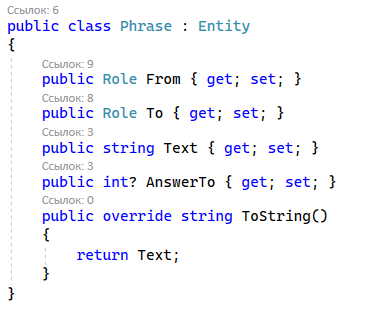 Ссылок: 6
public class Phrase : Entity
{
Ссылок: 9
public Role From { get; set; }
Ссылок: 8
public Role To { get; set; }
Ссылок: 3
public string Text { get; set; }
Ссылок: 3
public int? AnswerTo { get; set; }
Ссылок: 0
public override string ToString()
{
return Text;
}
}